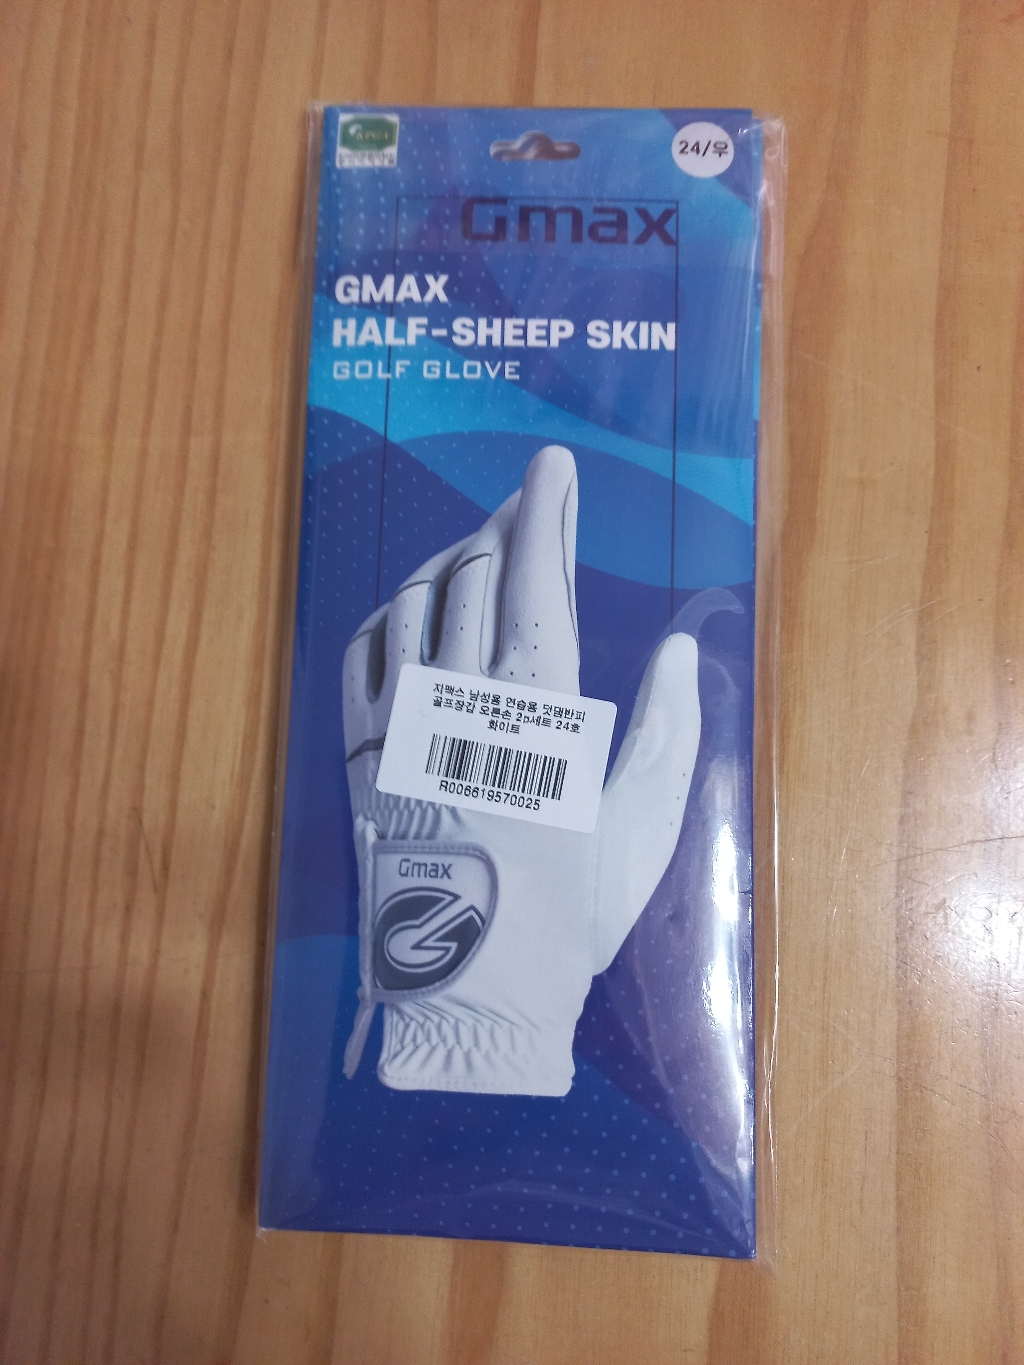 KPGA
24/우
Gmax
GMAX
HALF-SHEEP SKIN
GOLF GLOVE
지맥스 남성용 연습용 덧댐반피
골프장갑 오른손 2p세트 24호
화이트
R006619570025
Gmax